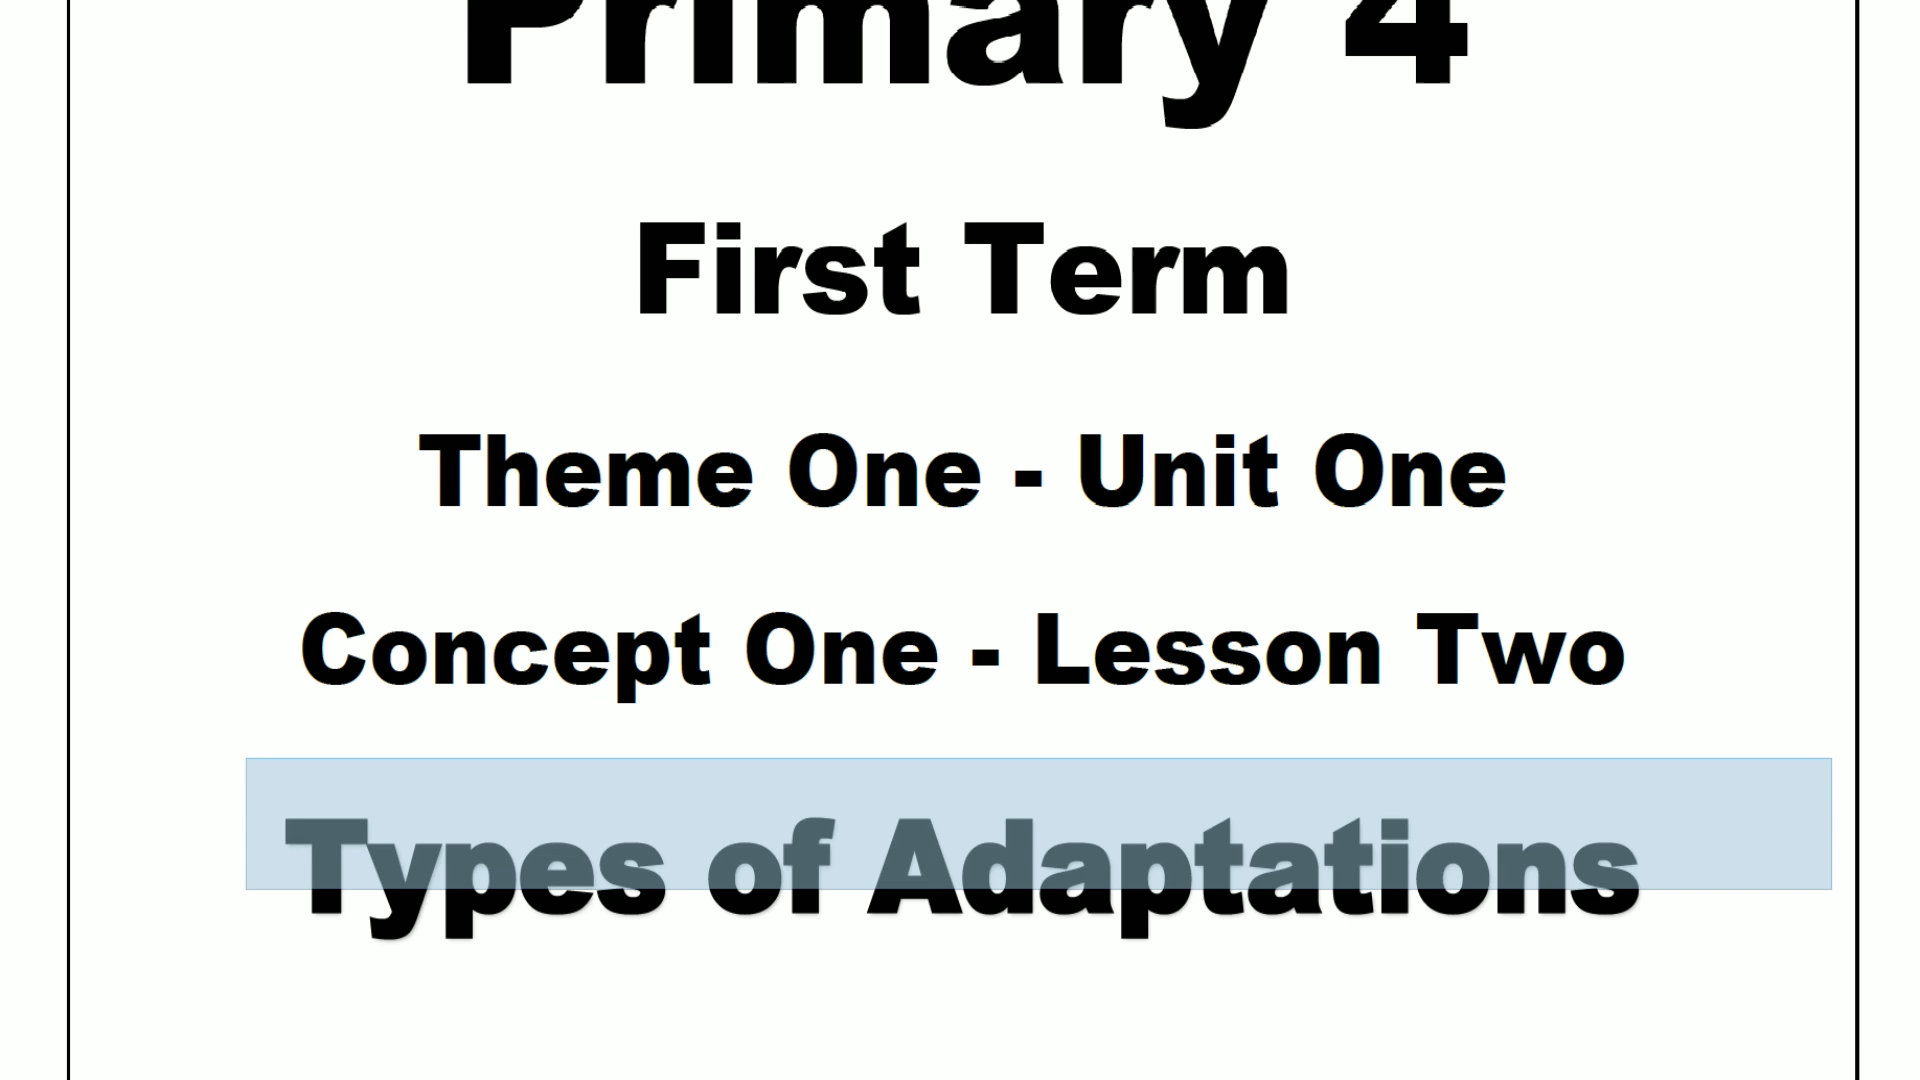 Primary 4
First Term
Theme One - Unit One
Concept One - Lesson Two
Types of Adaptations